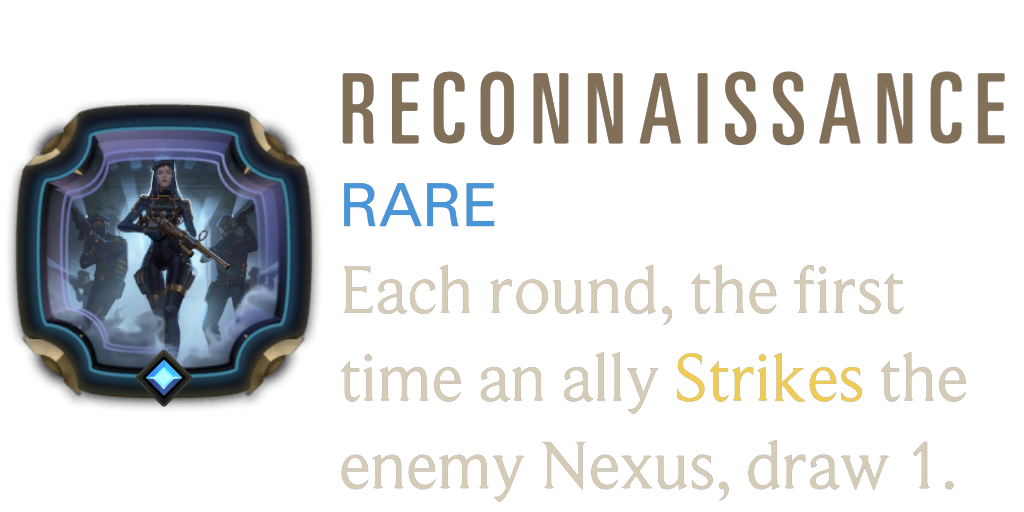 RECONNAISSANCE
RARE
Each round, the first
time an ally Strikes the
enemy Nexus, draw 1.